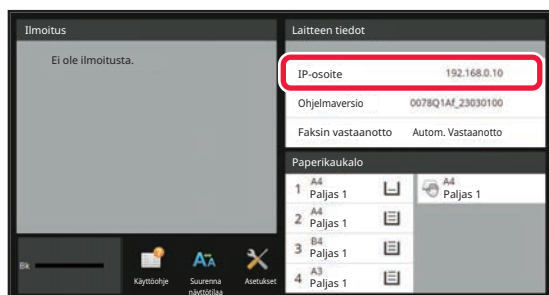 Ilmoitus
Ei ole ilmoitusta.
Laitteen tiedot
IP-osoite 192.168.0.10
Ohjelmaversio 0078Q1Af_23030100
Faksin vastaanotto Autom. Vastaanotto
Paperikaukalo
1 A4 Paljas 1
A4 Paljas 1
2 A4 Paljas 1
3 B4 Paljas 1
4 A3 Paljas 1
Bk
Käyttöohje
Suurenna näyttötilaa
Asetukset